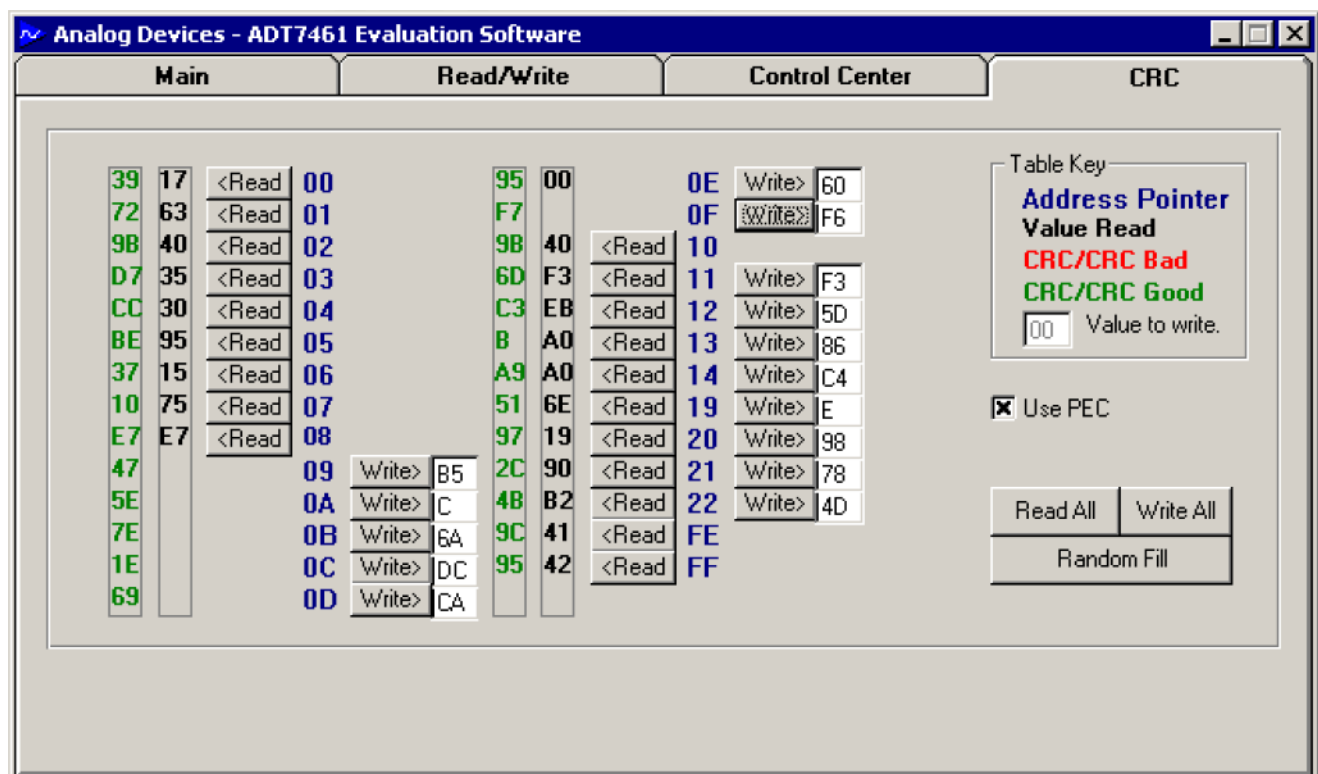 Analog Devices - ADT7461 Evaluation Software
Main Read/Write Control Center CRC
39 17 <Read 00 95 00 0E Write> 60
72 63 <Read 01 F7 0F Write> F6
9B 40 <Read 02 9B 40 <Read 10
D7 35 <Read 03 6D F3 <Read 11 Write> F3
CC 30 <Read 04 C3 EB <Read 12 Write> 5D
BE 95 <Read 05 B A0 <Read 13 Write> 86
37 15 <Read 06 A9 A0 <Read 14 Write> C4
10 75 <Read 07 51 6E <Read 19 Write> E
E7 E7 <Read 08 97 19 <Read 20 Write> 98
47 09 Write> B5 2C 90 <Read 21 Write> 78
5E 0A Write> C 4B B2 <Read 22 Write> 4D
7E 0B Write> 6A 9C 41 <Read FE
1E 0C Write> DC 95 42 <Read FF
69 0D Write> CA
Table Key
Address Pointer
Value Read
CRC/CRC Bad
CRC/CRC Good
00 Value to write.
Use PEC
Read All Write All
Random Fill